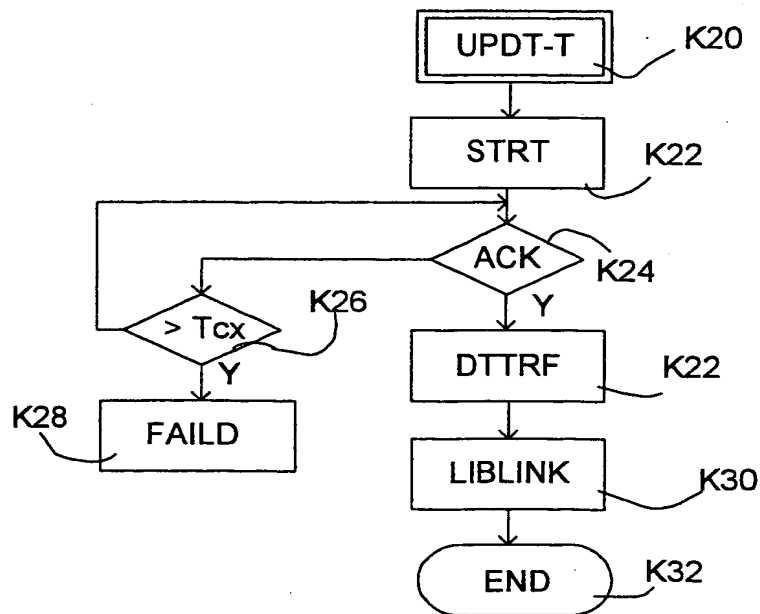 UPDT-T
K20
STRT
K22
ACK
K24
> Tcx
K26
Y
Y
DTTRF
K22
K28
FAILD
LIBLINK
K30
END
K32